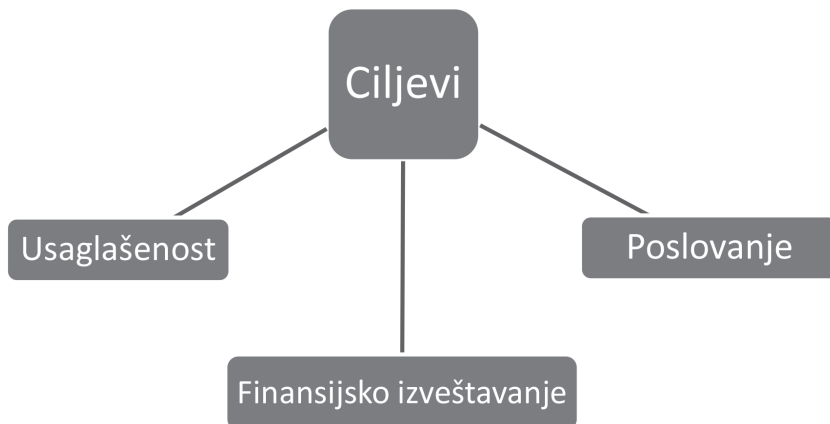 Ciljevi
Usaglašenost
Poslovanje
Finansijsko izveštavanje